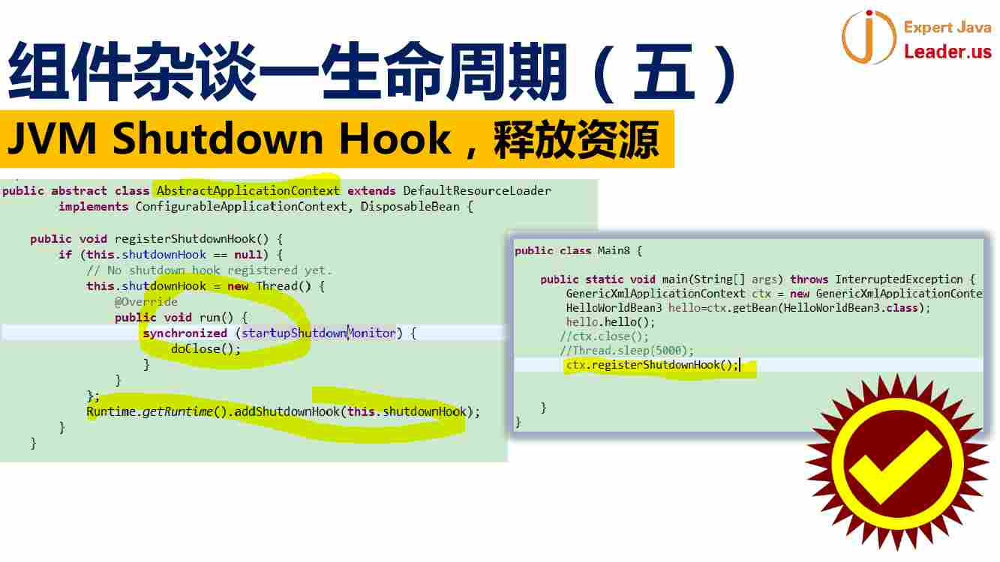 组件杂谈一生命周期（五）
Expert Java
Leader.us
JVM Shutdown Hook，释放资源
public abstract class AbstractApplicationContext extends DefaultResourceLoader
implements ConfigurableApplicationContext, DisposableBean {
public void registerShutdownHook() {
if (this.shutdownHook == null) {
// No shutdown hook registered yet.
this.shutdownHook = new Thread() {
@Override
public void run() {
synchronized (startupShutdownMonitor) {
doClose();
}
}
};
Runtime.getRuntime().addShutdownHook(this.shutdownHook);
}
}
public class Main8 {
public static void main(String[] args) throws InterruptedException {
GenericXmlApplicationContext ctx = new GenericXmlApplicationConte
HelloWorldBean3 hello=ctx.getBean(HelloWorldBean3.class);
hello.hello();
//ctx.close();
//Thread.sleep(5000);
ctx.registerShutdownHook();
}
}